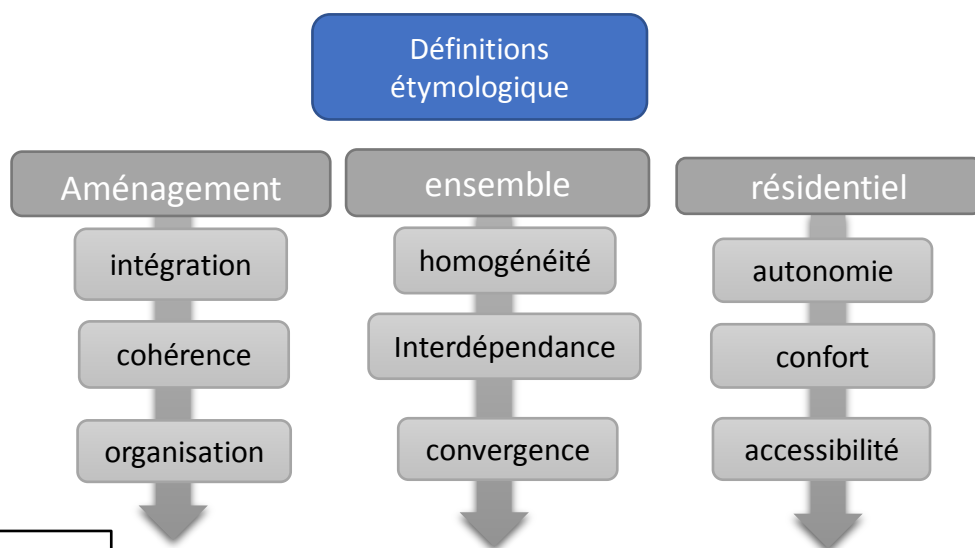 Définitions
étymologique
Aménagement
ensemble
résidentiel
intégration
homogénéité
autonomie
cohérence
Interdépendance
confort
organisation
convergence
accessibilité